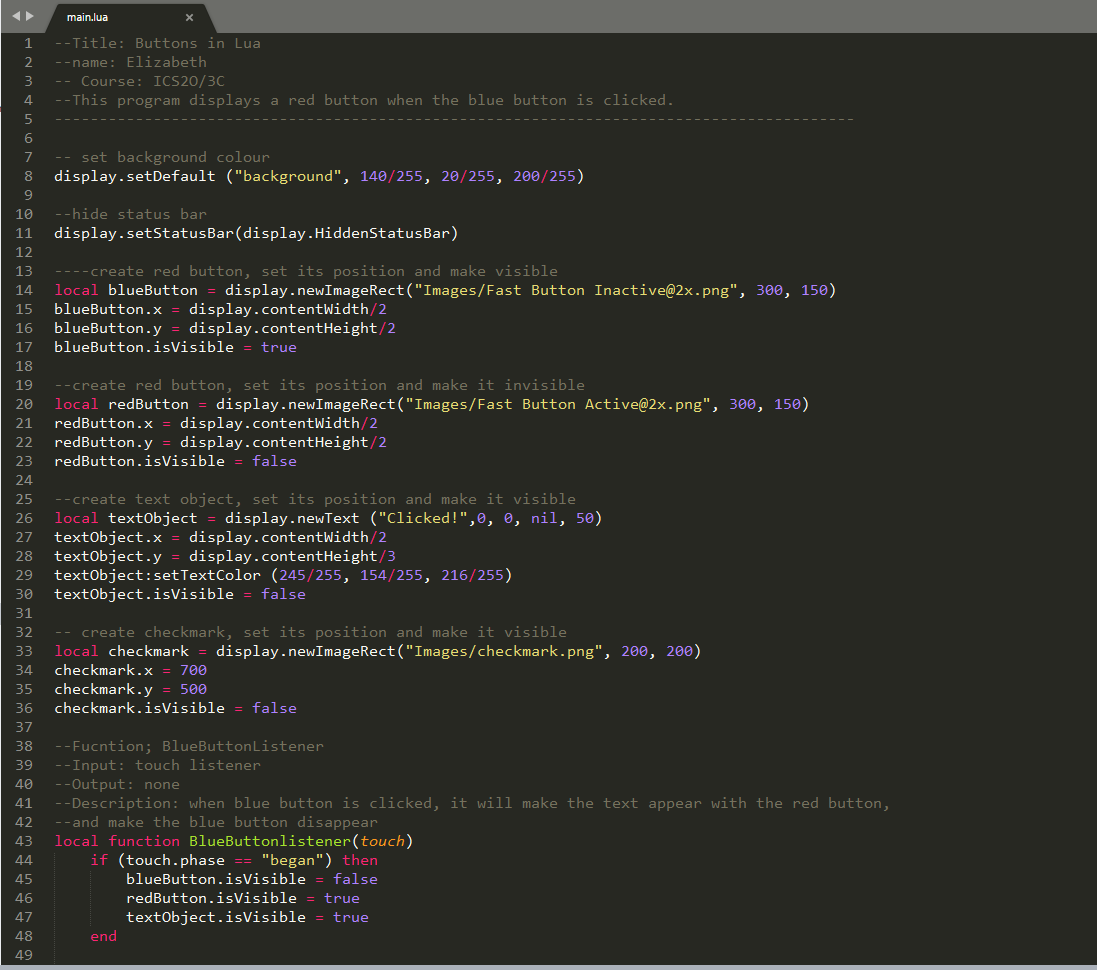 main.lua ×
1 --Title: Buttons in Lua
2 --name: Elizabeth
3 -- Course: ICS2O/3C
4 --This program displays a red button when the blue button is clicked.
5 -----------------------------------------------------------------------------------------
6
7 -- set background colour
8 display.setDefault ("background", 140/255, 20/255, 200/255)
9
10 --hide status bar
11 display.setStatusBar(display.HiddenStatusBar)
12
13 ----create red button, set its position and make visible
14 local blueButton = display.newImageRect("Images/Fast Button Inactive@2x.png", 300, 150)
15 blueButton.x = display.contentWidth/2
16 blueButton.y = display.contentHeight/2
17 blueButton.isVisible = true
18
19 --create red button, set its position and make it invisible
20 local redButton = display.newImageRect("Images/Fast Button Active@2x.png", 300, 150)
21 redButton.x = display.contentWidth/2
22 redButton.y = display.contentHeight/2
23 redButton.isVisible = false
24
25 --create text object, set its position and make it visible
26 local textObject = display.newText ("Clicked!",0, 0, nil, 50)
27 textObject.x = display.contentWidth/2
28 textObject.y = display.contentHeight/3
29 textObject:setTextColor (245/255, 154/255, 216/255)
30 textObject.isVisible = false
31
32 -- create checkmark, set its position and make it visible
33 local checkmark = display.newImageRect("Images/checkmark.png", 200, 200)
34 checkmark.x = 700
35 checkmark.y = 500
36 checkmark.isVisible = false
37
38 --Fucntion; BlueButtonListener
39 --Input: touch listener
40 --Output: none
41 --Description: when blue button is clicked, it will make the text appear with the red button,
42 --and make the blue button disappear
43 local function BlueButtonlistener(touch)
44     if (touch.phase == "began") then
45         blueButton.isVisible = false
46         redButton.isVisible = true
47         textObject.isVisible = true
48     end
49